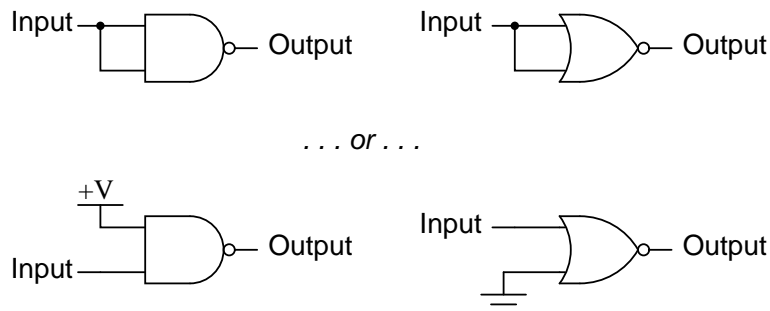 Input Output Input Output
. . . or . . .
+V
Input Output
Input Output